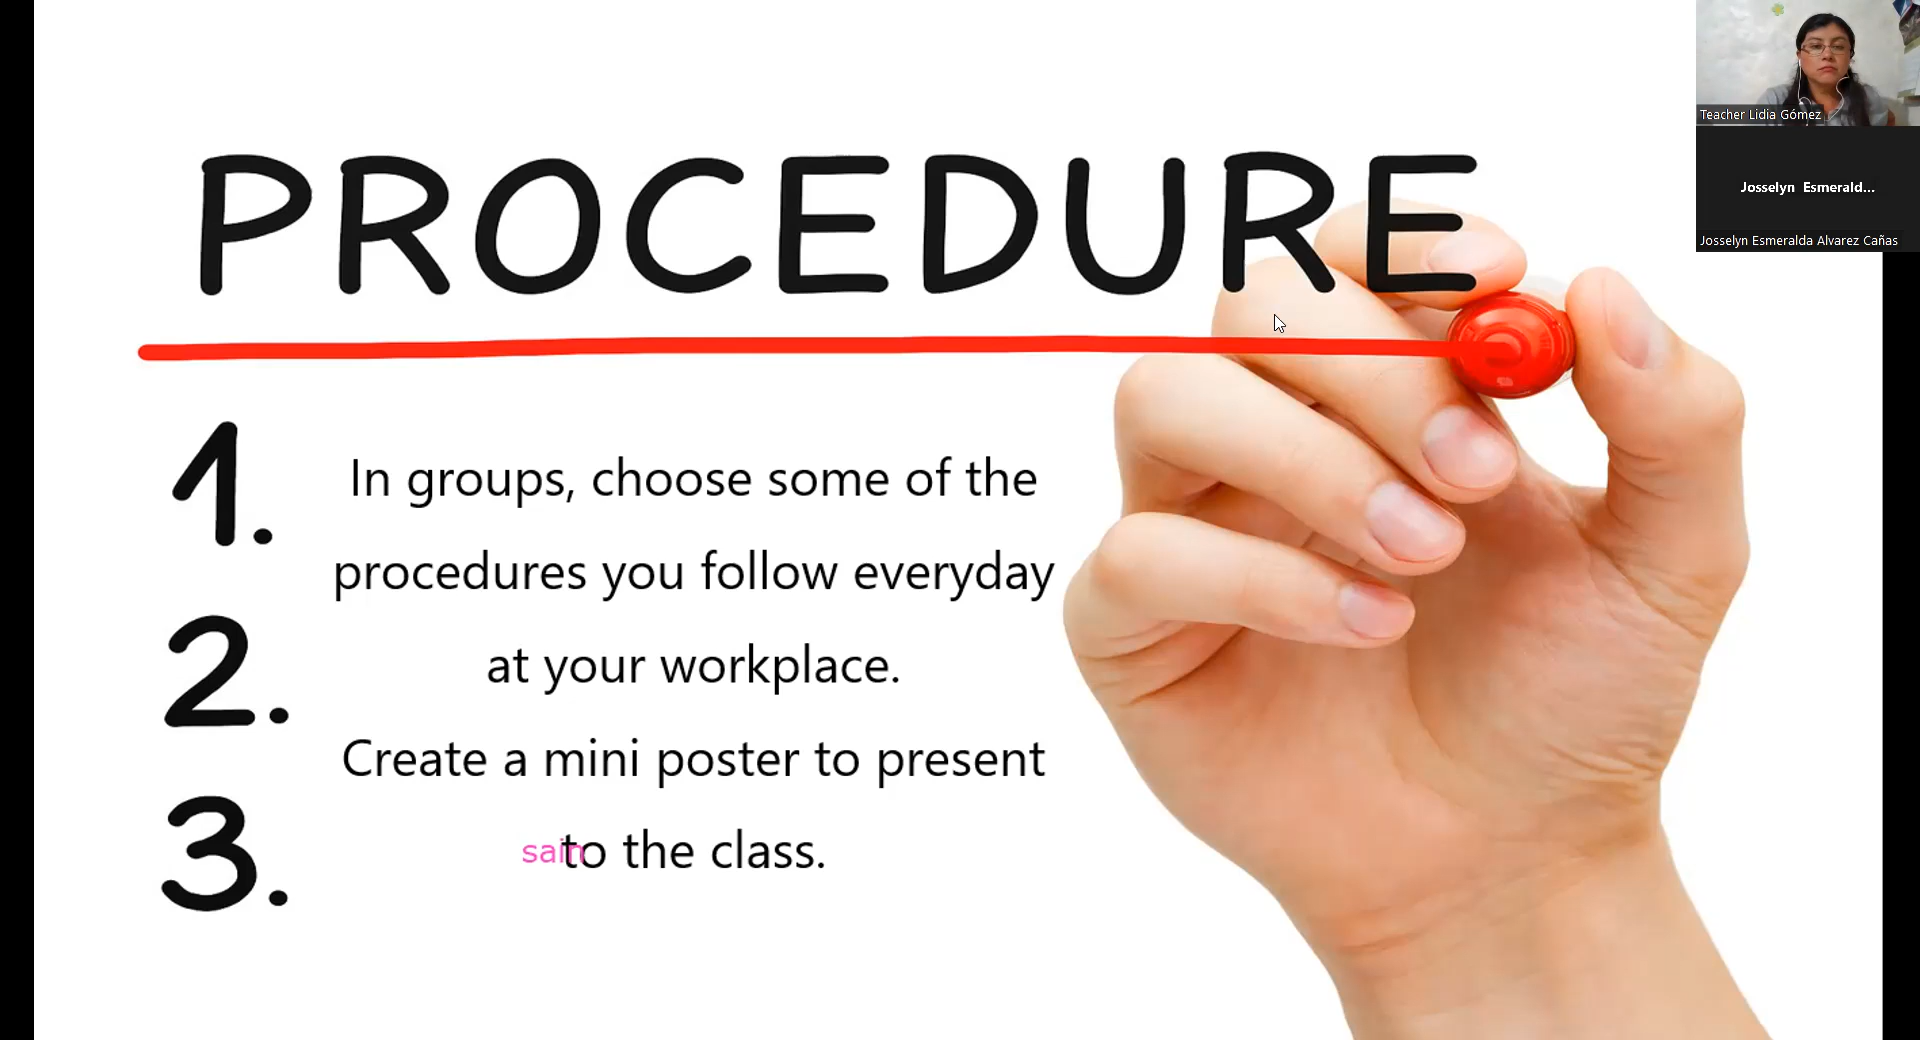 PROCEDURE
1.
In groups, choose some of the
procedures you follow everyday
2.
at your workplace.
Create a mini poster to present
3.
sain
to the class.
Teacher Lidia Gómez
Josselyn Esmerald...
Josselyn Esmeralda Alvarez Cañas